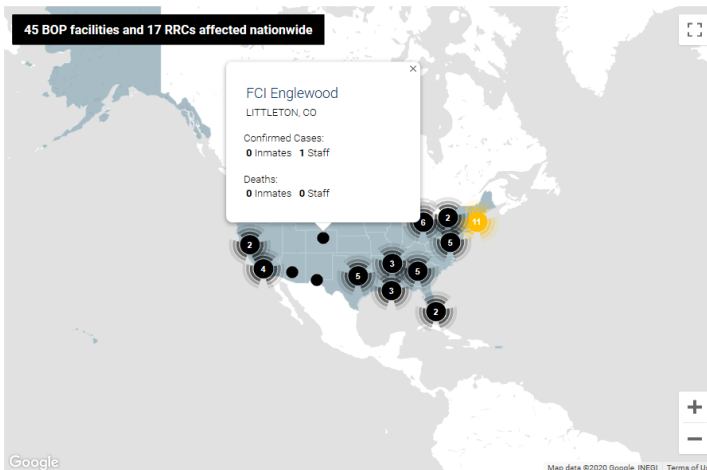 45 BOP facilities and 17 RRCs affected nationwide
×
FCI Englewood
LITTLETON, CO
Confirmed Cases:
0 Inmates 1 Staff
Deaths:
0 Inmates 0 Staff
6
2
11
2
5
4
3
5
5
3
2
+
−
Google
Map data ©2020 Google, INEGI Terms of U